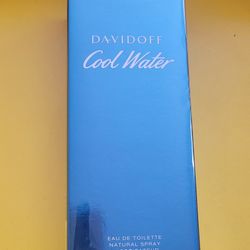 DAVIDOFF
Cool Water
EAU DE TOILETTE
NATURAL SPRAY